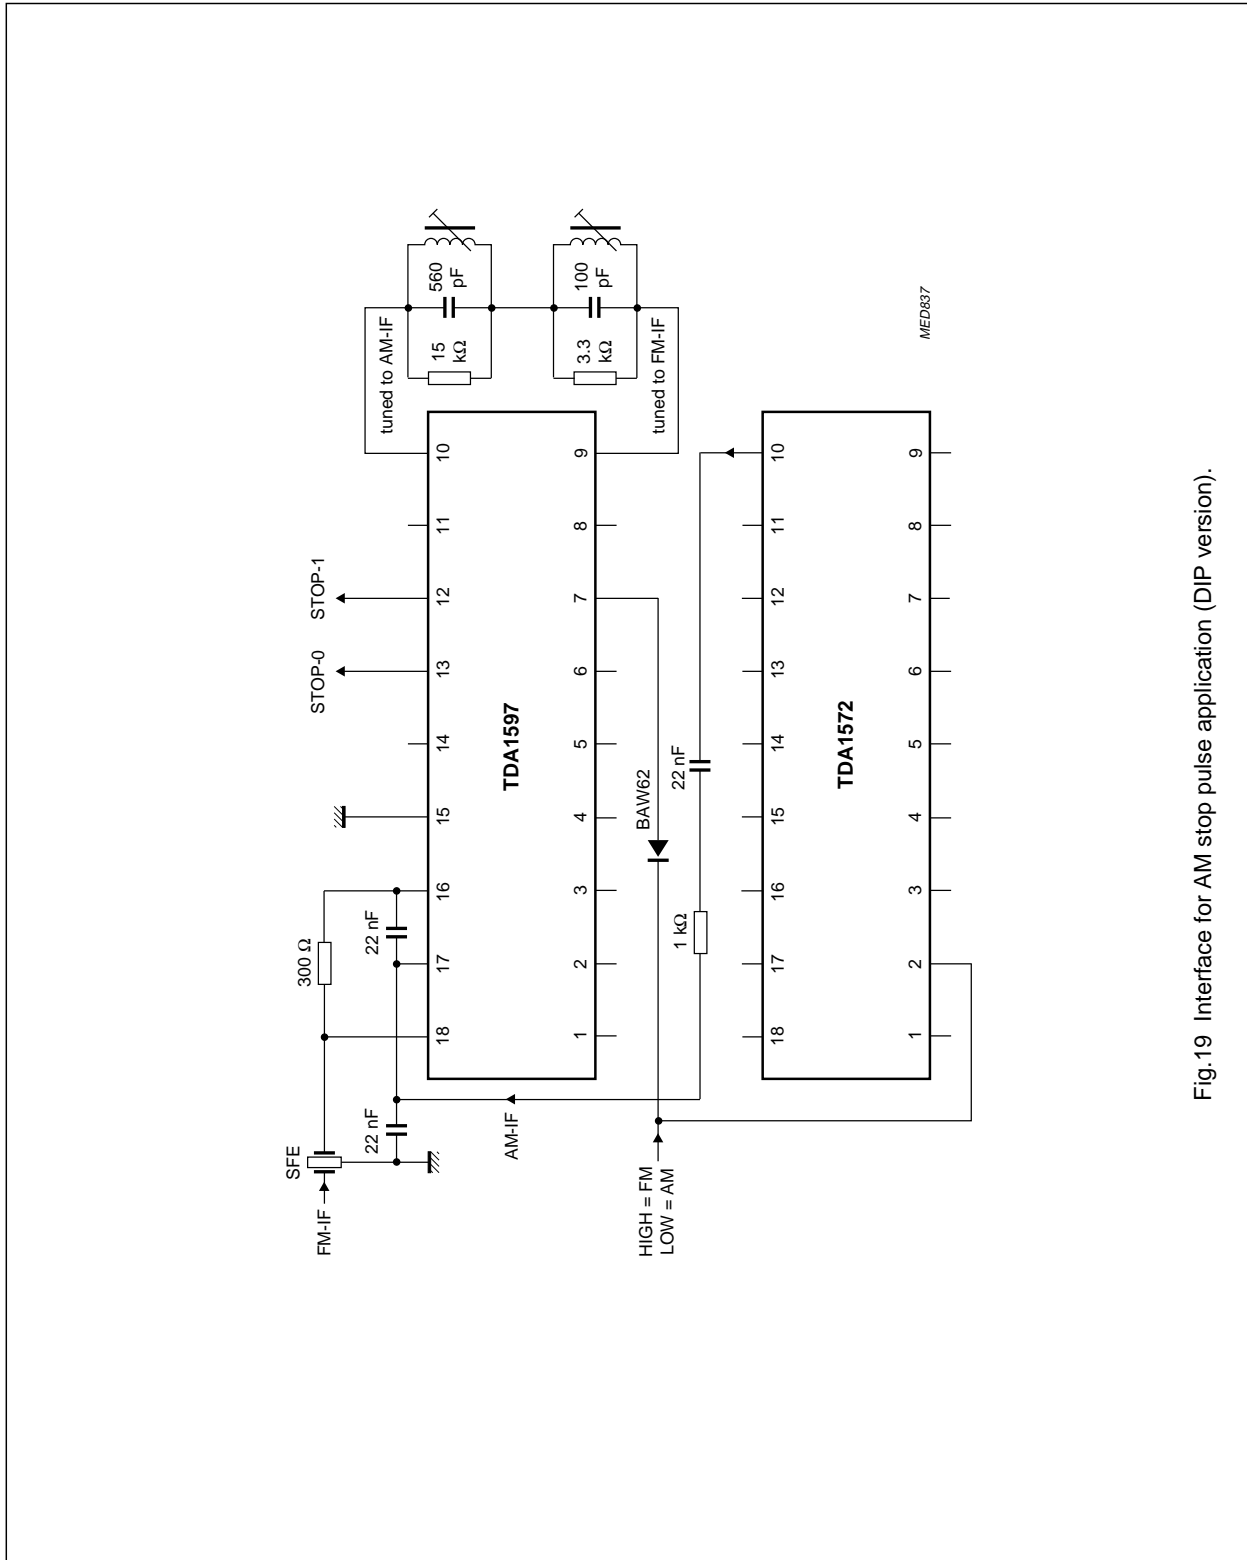 FM-IF
SFE
300 Ω
22 nF
22 nF
STOP-0
STOP-1
18
17
16
15
14
13
12
11
10
TDA1597
1
2
3
4
5
6
7
8
9
tuned to AM-IF
15
kΩ
560
pF
3.3
kΩ
100
pF
tuned to FM-IF
AM-IF
HIGH = FM
LOW = AM
BAW62
1 kΩ
22 nF
18
17
16
15
14
13
12
11
10
TDA1572
1
2
3
4
5
6
7
8
9
MED837
Fig.19 Interface for AM stop pulse application (DIP version).